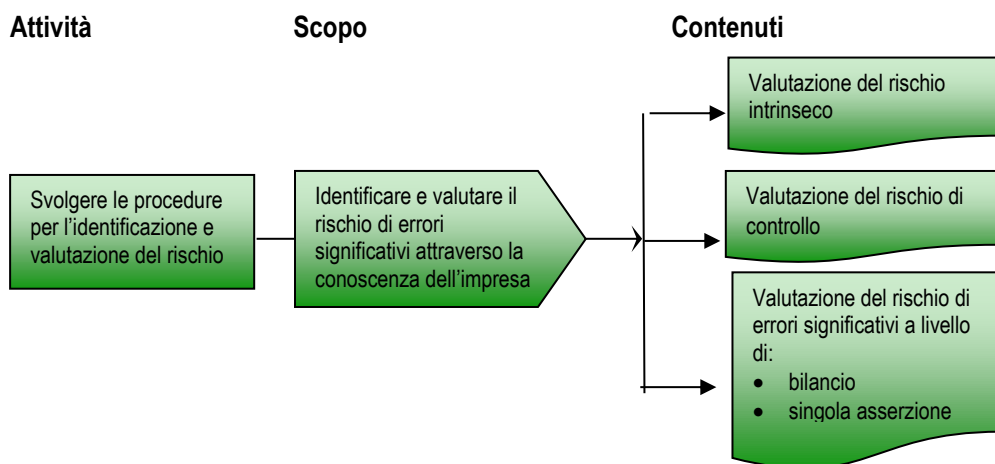 Attività
Scopo
Contenuti
Svolgere le procedure
per l'identificazione e
valutazione del rischio
Identificare e valutare il
rischio di errori
significativi attraverso la
conoscenza dell'impresa
Valutazione del rischio
intrinseco
Valutazione del rischio di
controllo
Valutazione del rischio di
errori significativi a livello
di:
• bilancio
• singola asserzione